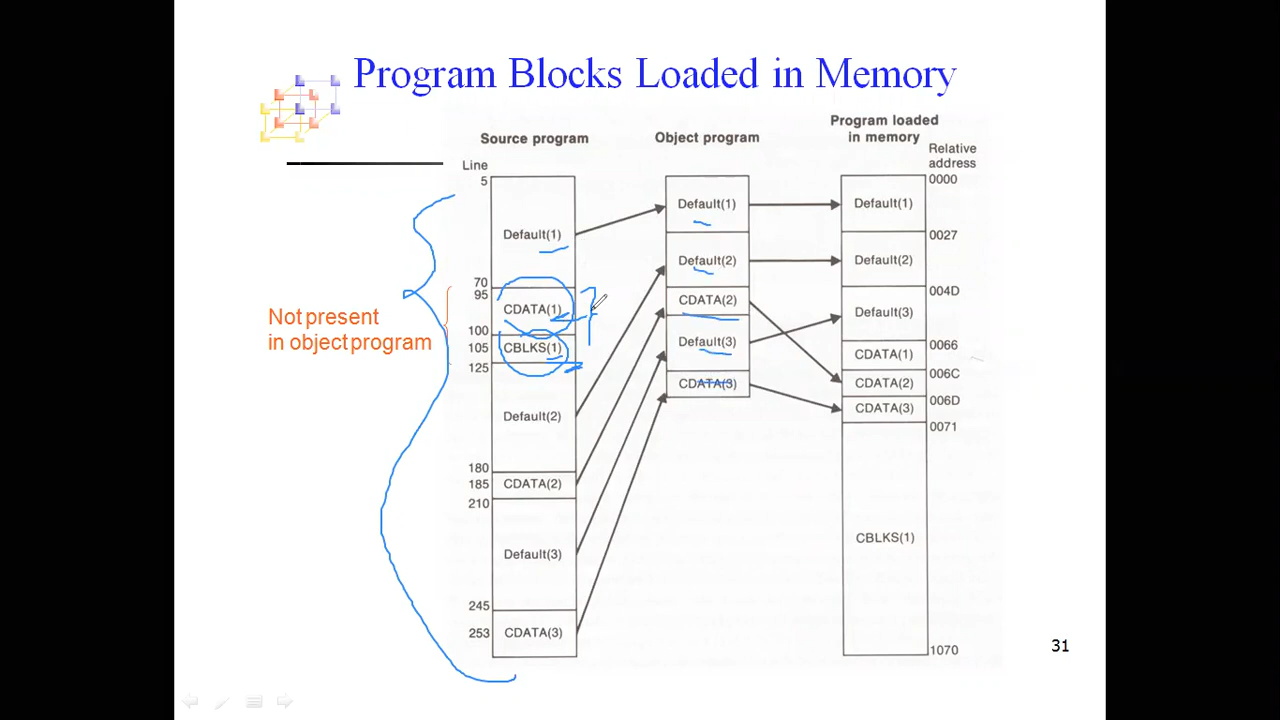 Program Blocks Loaded in Memory
Source program
Object program
Program loaded
in memory
Line
Relative
address
5
0000
Default(1)
Default(1)
Default(1)
0027
Default(2)
Default(2)
70
95
CDATA(1)
CDATA(2)
004D
Default(3)
Not present
in object program
100
105
CBLKS(1)
125
Default(3)
0066
CDATA(1)
006C
CDATA(3)
CDATA(2)
006D
CDATA(3)
0071
Default(2)
180
185
CDATA(2)
210
Default(3)
CBLKS(1)
245
253
CDATA(3)
1070
31